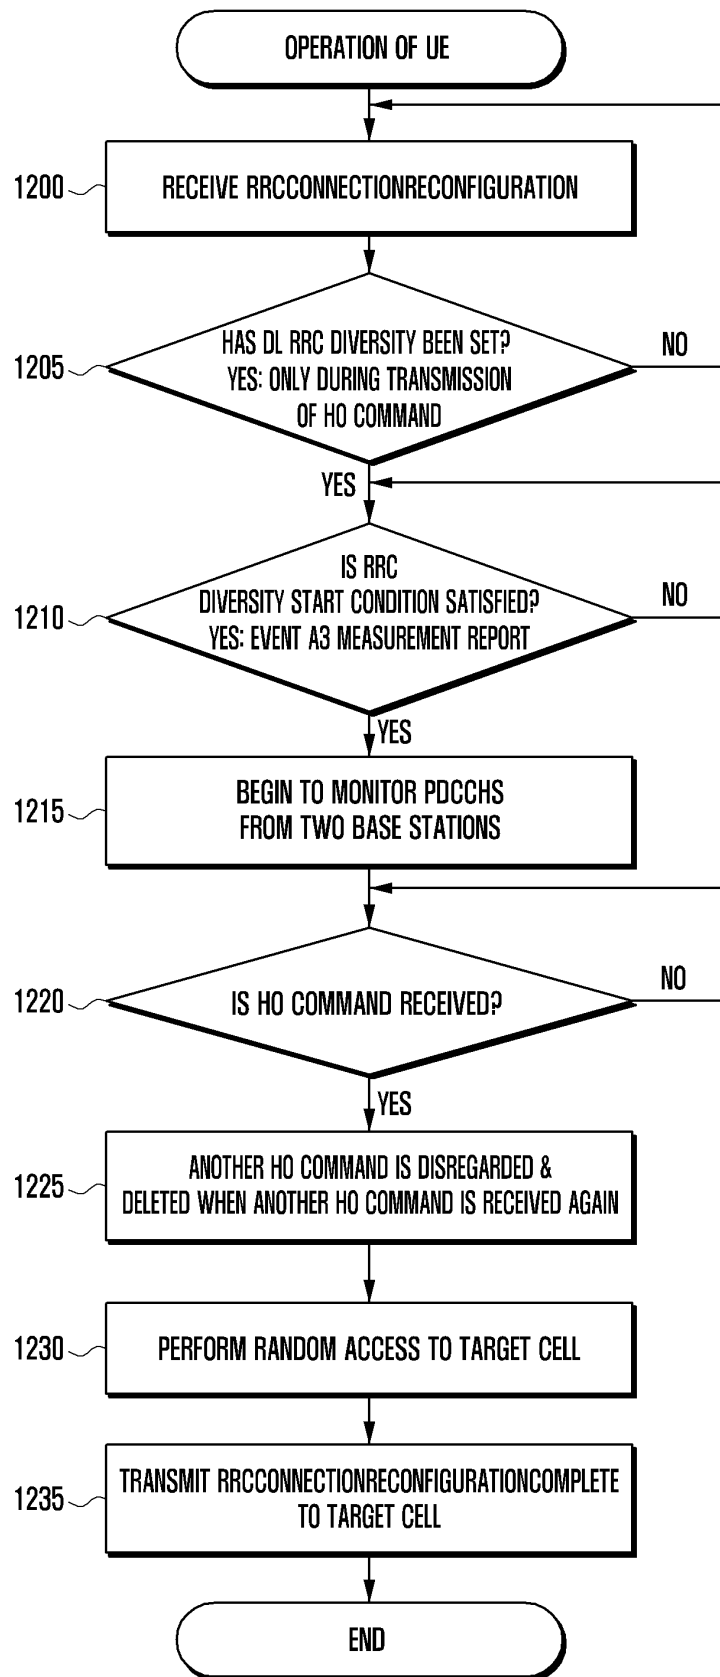 OPERATION OF UE
1200
RECEIVE RRCCONNECTIONRECONFIGURATION
1205
HAS DL RRC DIVERSITY BEEN SET?
YES: ONLY DURING TRANSMISSION
OF HO COMMAND
NO
YES
1210
IS RRC
DIVERSITY START CONDITION SATISFIED?
YES: EVENT A3 MEASUREMENT REPORT
NO
YES
1215
BEGIN TO MONITOR PDCCHS
FROM TWO BASE STATIONS
1220
IS HO COMMAND RECEIVED?
NO
YES
1225
ANOTHER HO COMMAND IS DISREGARDED &
DELETED WHEN ANOTHER HO COMMAND IS RECEIVED AGAIN
1230
PERFORM RANDOM ACCESS TO TARGET CELL
1235
TRANSMIT RRCCONNECTIONRECONFIGURATIONCOMPLETE
TO TARGET CELL
END